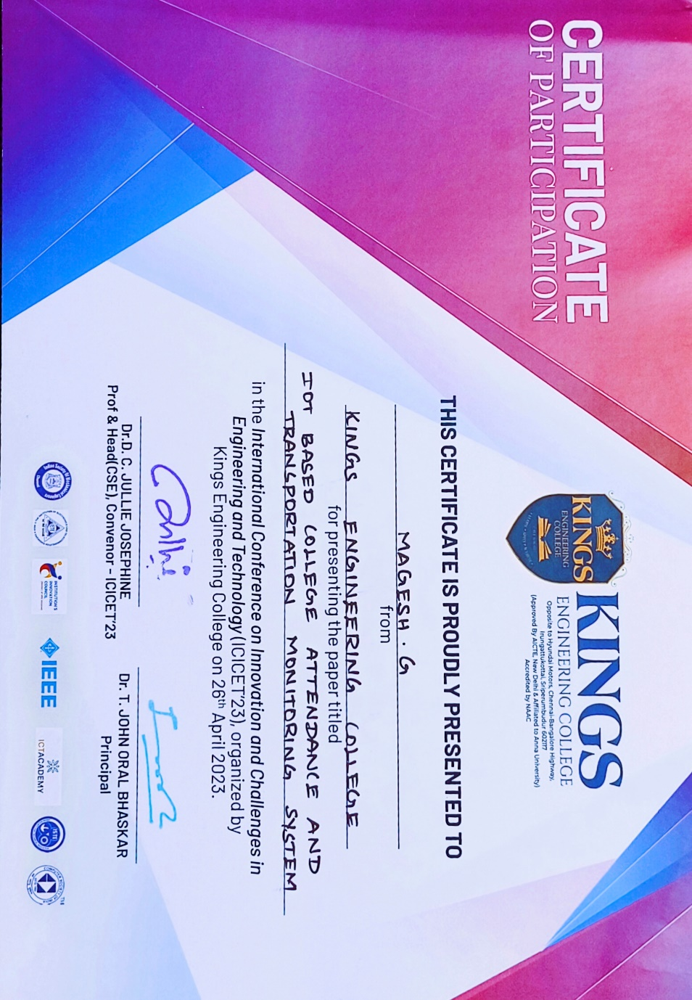 CERTIFICATE
OF PARTICIPATION
KINGS
ENGINEERING
COLLEGE
KINGS
ENGINEERING COLLEGE
Opposite to Hyundai Motors, Chennai-Bangalore Highway,
Irungattukottai, Sriperumbudur 602117
(Approved By AICTE, New Delhi & Affiliated to Anna University)
Accredited by NAAC
THIS CERTIFICATE IS PROUDLY PRESENTED TO
MAGESH . G
from
KINGS ENGINEERING COLLEGE
for presenting the paper titled
IOT BASED COLLEGE ATTENDANCE AND
TRANSPORTATION MONITORING SYSTEM
in the International Conference on Innovation and Challenges in
Engineering and Technology(ICICET'23), organized by
Kings Engineering College on 26th April 2023.
Dr.D. C. JULLIE JOSEPHINE
Prof & Head(CSE), Convenor - ICICET'23
Dr. T. JOHN ORAL BHASKAR
Principal
INSTITUTION'S
INNOVATION
COUNCIL
IEEE
ICTACADEMY
ISTE